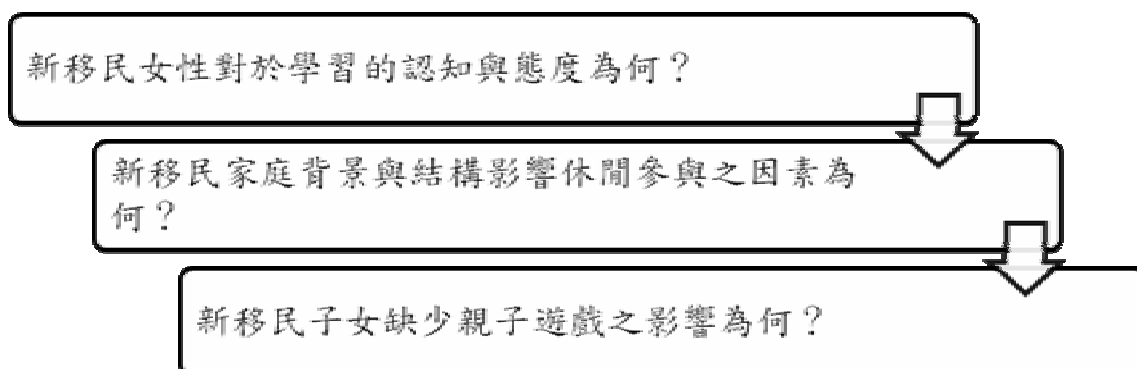 新移民女性對於學習的認知與態度為何？
新移民家庭背景與結構影響休閒參與之因素為
何？
新移民子女缺少親子遊戲之影響為何？